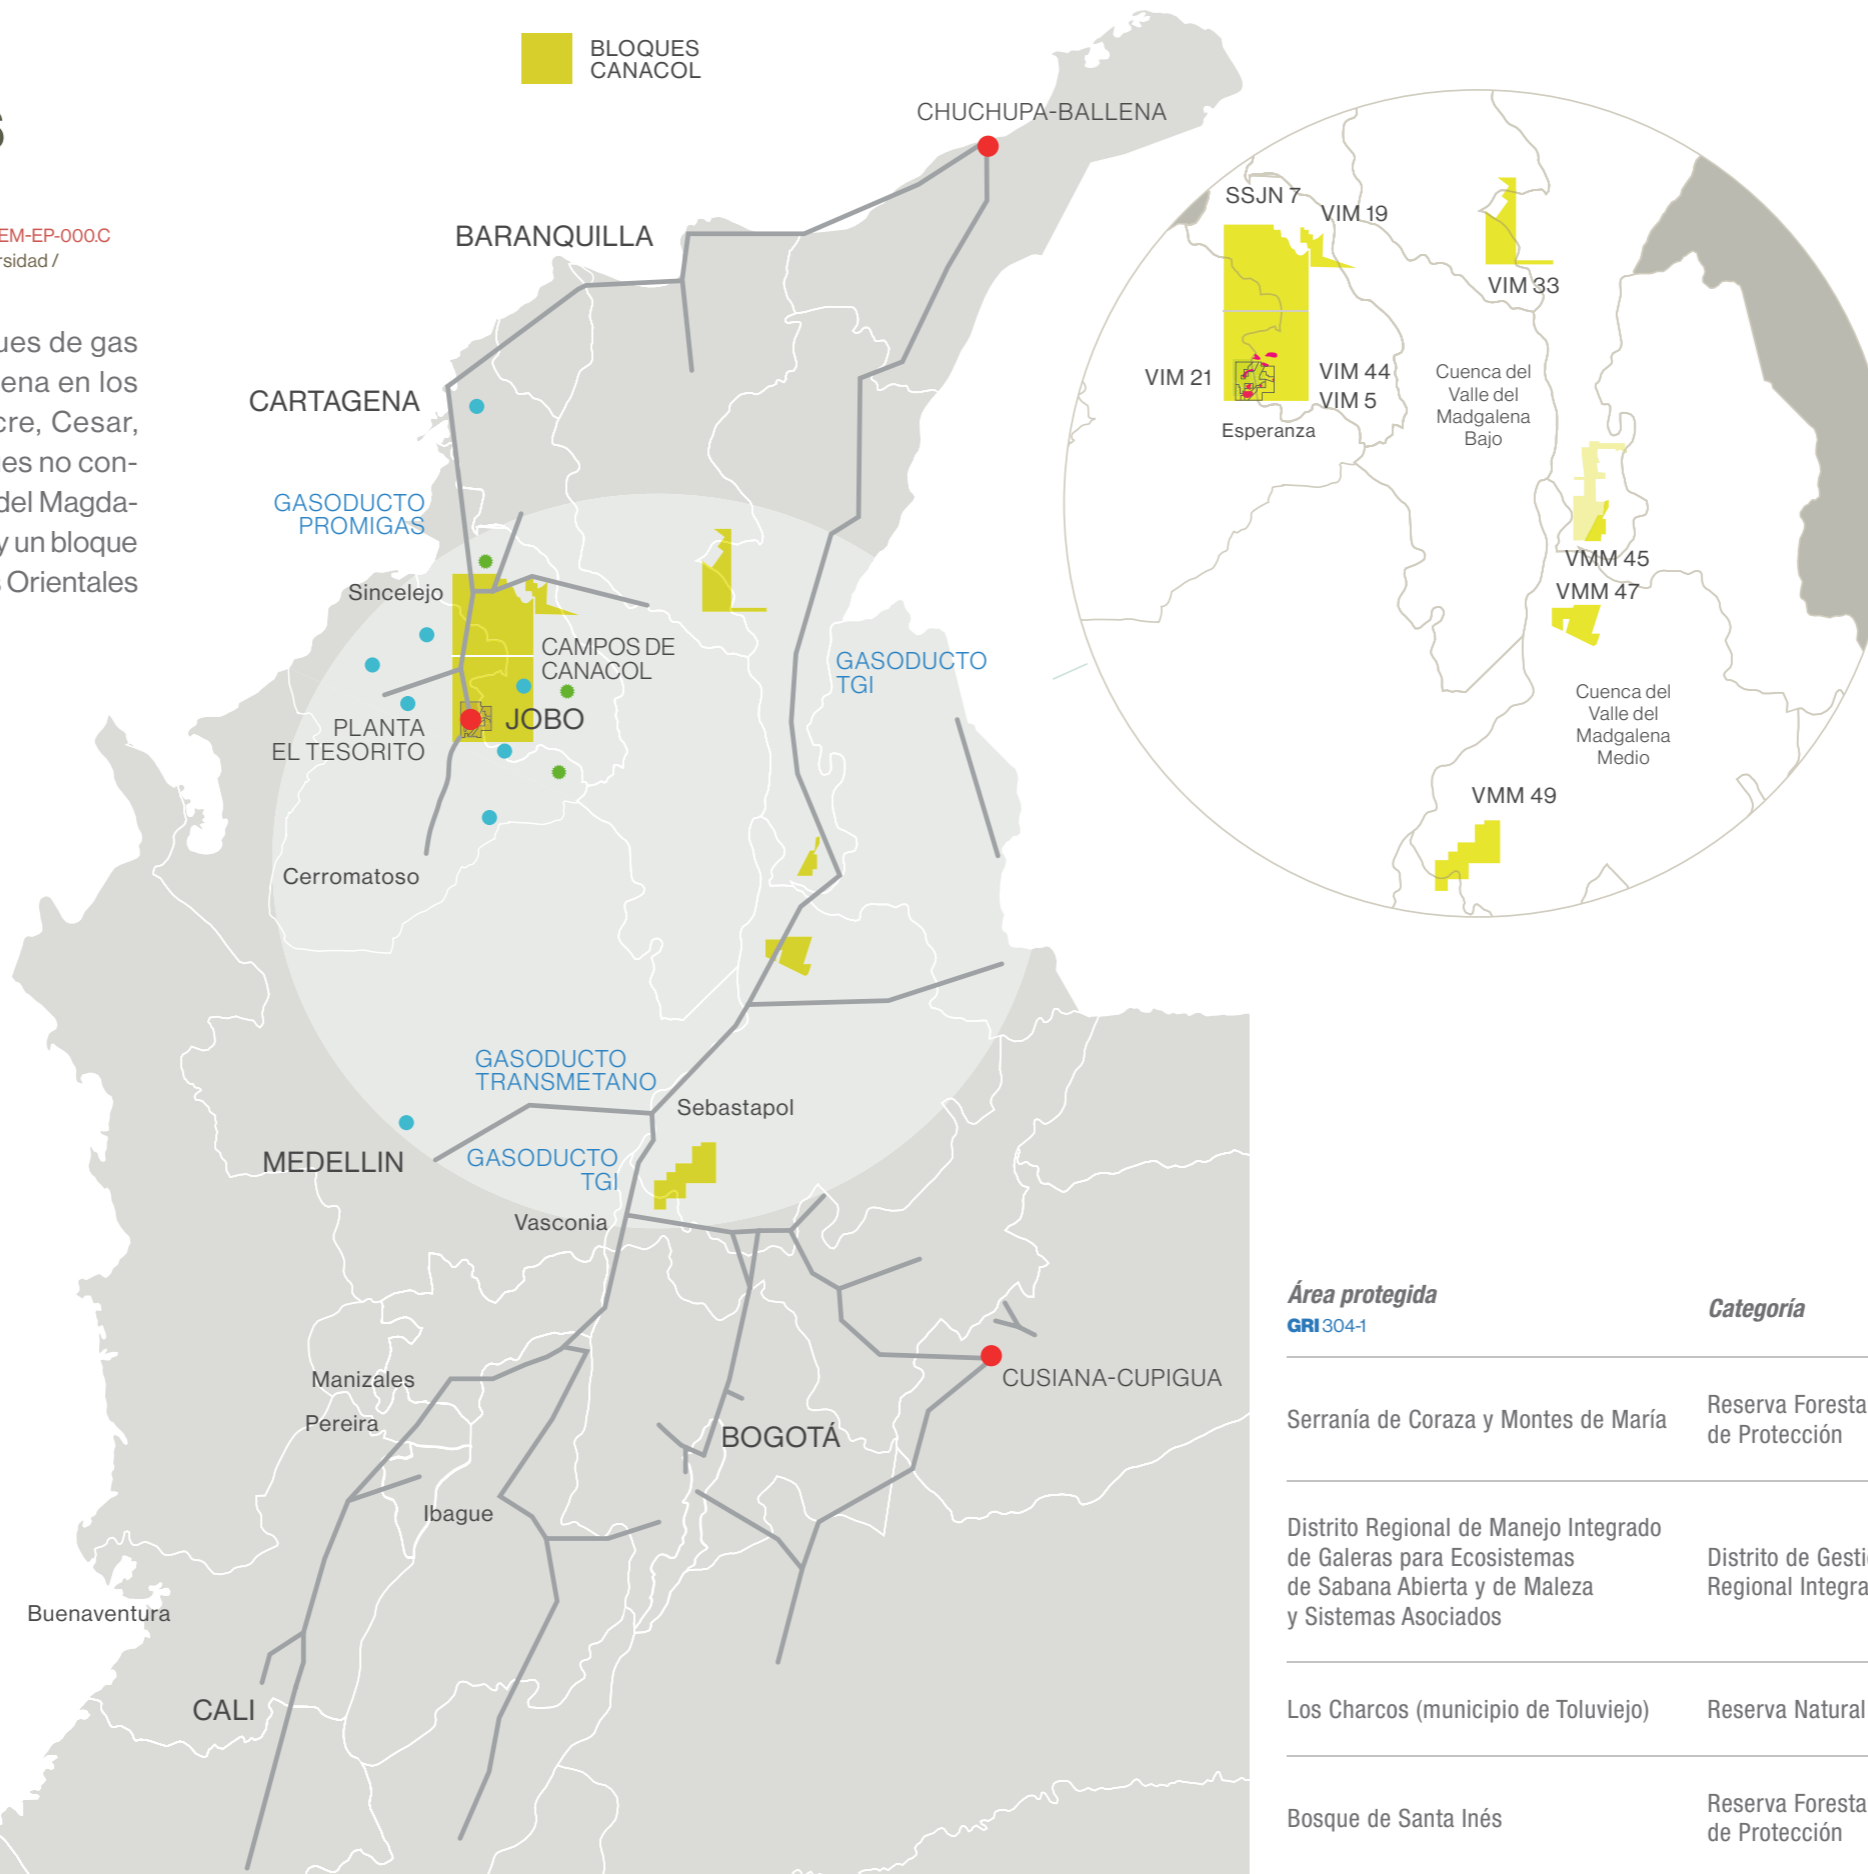 S
EM-EP-000.C
rsidad /
ues de gas
ena en los
cre, Cesar,
es no con-
del Magda-
y un bloque
s Orientales
BLOQUES
CANACOL
CHUCHUPA-BALLENA
BARANQUILLA
CARTAGENA
GASODUCTO
PROMIGAS
Sincelejo
CAMPOS DE
CANACOL
GASODUCTO
TGI
JOBO
PLANTA
EL TESORITO
Cerromatoso
GASODUCTO
TRANSMETANO
Sebastapol
MEDELLIN
GASODUCTO
TGI
Vasconia
Manizales
Pereira
CUSIANA-CUPIGUA
BOGOTÁ
Ibague
Buenaventura
CALI
SSJN 7
VIM 19
VIM 33
VIM 21
VIM 44
VIM 5
Esperanza
Cuenca del
Valle del
Madgalena
Bajo
VMM 45
VMM 47
Cuenca del
Valle del
Madgalena
Medio
VMM 49
Área protegida
GRI 304-1
Categoría
Serranía de Coraza y Montes de María
Reserva Foresta
de Protección
Distrito Regional de Manejo Integrado
de Galeras para Ecosistemas
de Sabana Abierta y de Maleza
y Sistemas Asociados
Distrito de Gesti
Regional Integra
Los Charcos (municipio de Toluviejo)
Reserva Natural
Bosque de Santa Inés
Reserva Foresta
de Protección